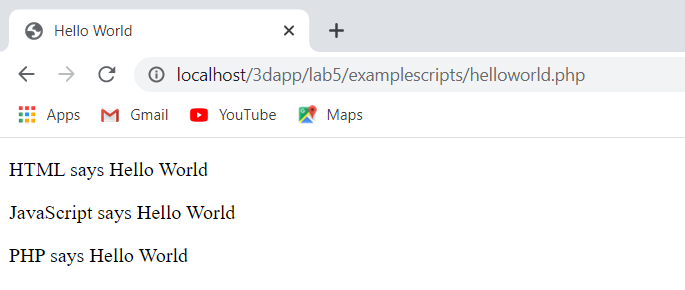 Hello World
localhost/3dapp/lab5/examplescripts/helloworld.php
Apps Gmail YouTube Maps
HTML says Hello World
JavaScript says Hello World
PHP says Hello World